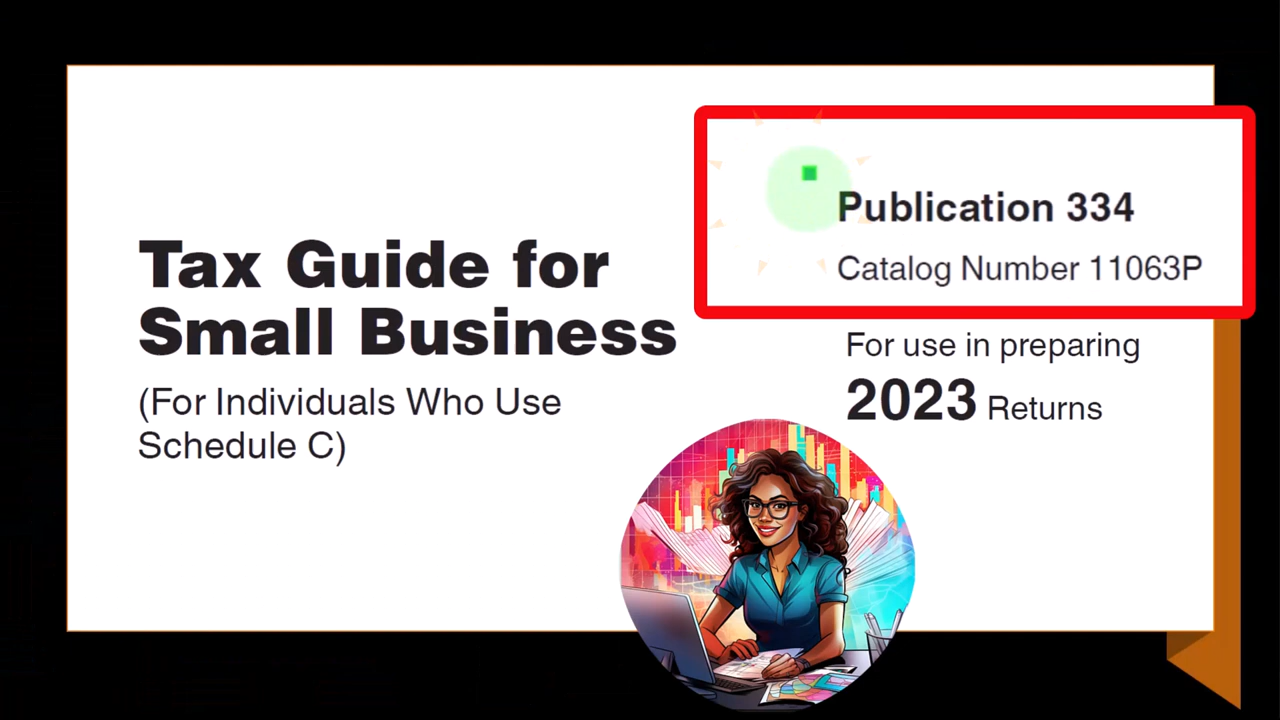 Tax Guide for
Small Business
(For Individuals Who Use
Schedule C)
Publication 334
Catalog Number 11063P
For use in preparing
2023 Returns